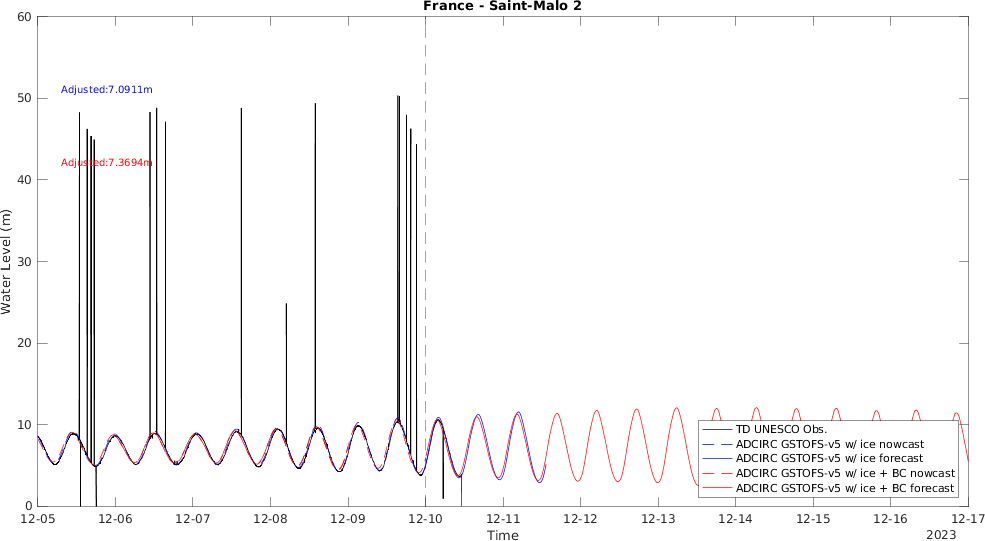 France - Saint-Malo 2
60
50
40
30
20
10
0
Water Level (m)
Adjusted:7.0911m
Adjusted:7.3694m
TD UNESCO Obs.
ADCIRC GSTOFS-v5 w/ ice nowcast
ADCIRC GSTOFS-v5 w/ ice forecast
ADCIRC GSTOFS-v5 w/ ice + BC nowcast
ADCIRC GSTOFS-v5 w/ ice + BC forecast
12-05 12-06 12-07 12-08 12-09 12-10 12-11 12-12 12-13 12-14 12-15 12-16 12-17
Time
2023